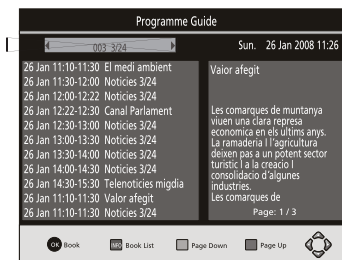 Programme Guide
003 3/24
Sun. 20 Jan 2008 11:26
26 Jan 11:10-11:30 El medi ambient
26 Jan 11:30-12:00 Noticies 3/24
26 Jan 12:00-12:22 Noticies 3/24
26 Jan 12:22-12:30 Canal Parlament
26 Jan 12:30-13:00 Noticies 3/24
26 Jan 13:00-13:30 Noticies 3/24
26 Jan 13:30-14:00 Noticies 3/24
26 Jan 14:00-14:30 Noticies 3/24
26 Jan 14:30-15:30 Telenoticies migdia
26 Jan 11:10-11:30 Valor afegit
26 Jan 11:10-11:30 Noticies 3/24
Vaior afegit
Les comarques de muntanya
viuen una clara represa
economica en els ultims anys.
La ramaderia l l'agricultura
deixen pas a un potent sector
turistic l a la creacio l
consolidacio d'algunes
industries.
Les comarques de
Page: 1 / 3
OK Book
INFO Book List
Page Down
Page Up